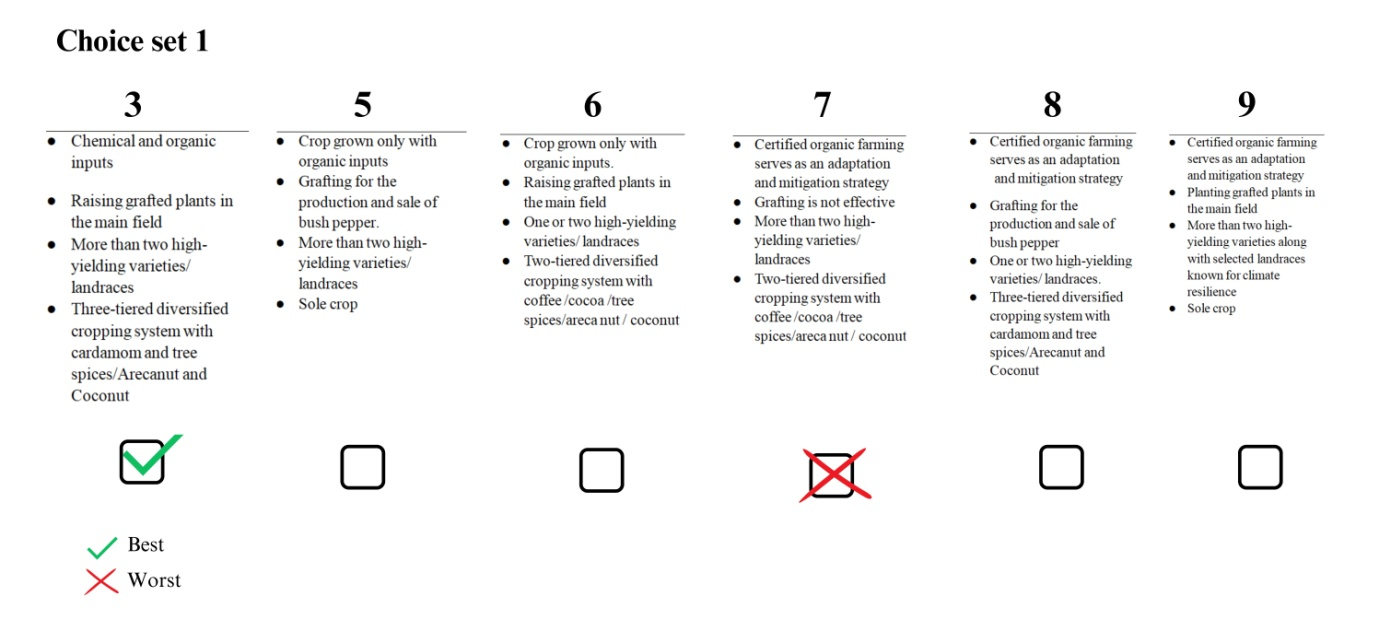 Choice set 1
3
● Chemical and organic
inputs
● Raising grafted plants in
the main field
● More than two high-
yielding varieties/
landraces
● Three-tiered diversified
cropping system with
cardamom and tree
spices/Arecanut and
Coconut
5
● Crop grown only with
organic inputs
● Grafting for the
production and sale of
bush pepper.
● More than two high-
yielding varieties/
landraces
● Sole crop
6
● Crop grown only with
organic inputs.
● Raising grafted plants in
the main field
● One or two high-yielding
varieties/ landraces
● Two-tiered diversified
cropping system with
coffee /cocoa /tree
spices/areca nut / coconut
7
● Certified organic farming
serves as an adaptation
and mitigation strategy
● Grafting is not effective
● More than two high-
yielding varieties/
landraces
● Two-tiered diversified
cropping system with
coffee /cocoa /tree
spices/areca nut / coconut
8
● Certified organic farming
serves as an adaptation
and mitigation strategy
● Grafting for the
production and sale of
bush pepper
● One or two high-yielding
varieties/ landraces.
● Three-tiered diversified
cropping system with
cardamom and tree
spices/Arecanut and
Coconut
9
● Certified organic farming
serves as an adaptation
and mitigation strategy
● Planting grafted plants in
the main field
● More than two high-
yielding varieties along
with selected landraces
known for climate
resilience
● Sole crop
Best
Worst